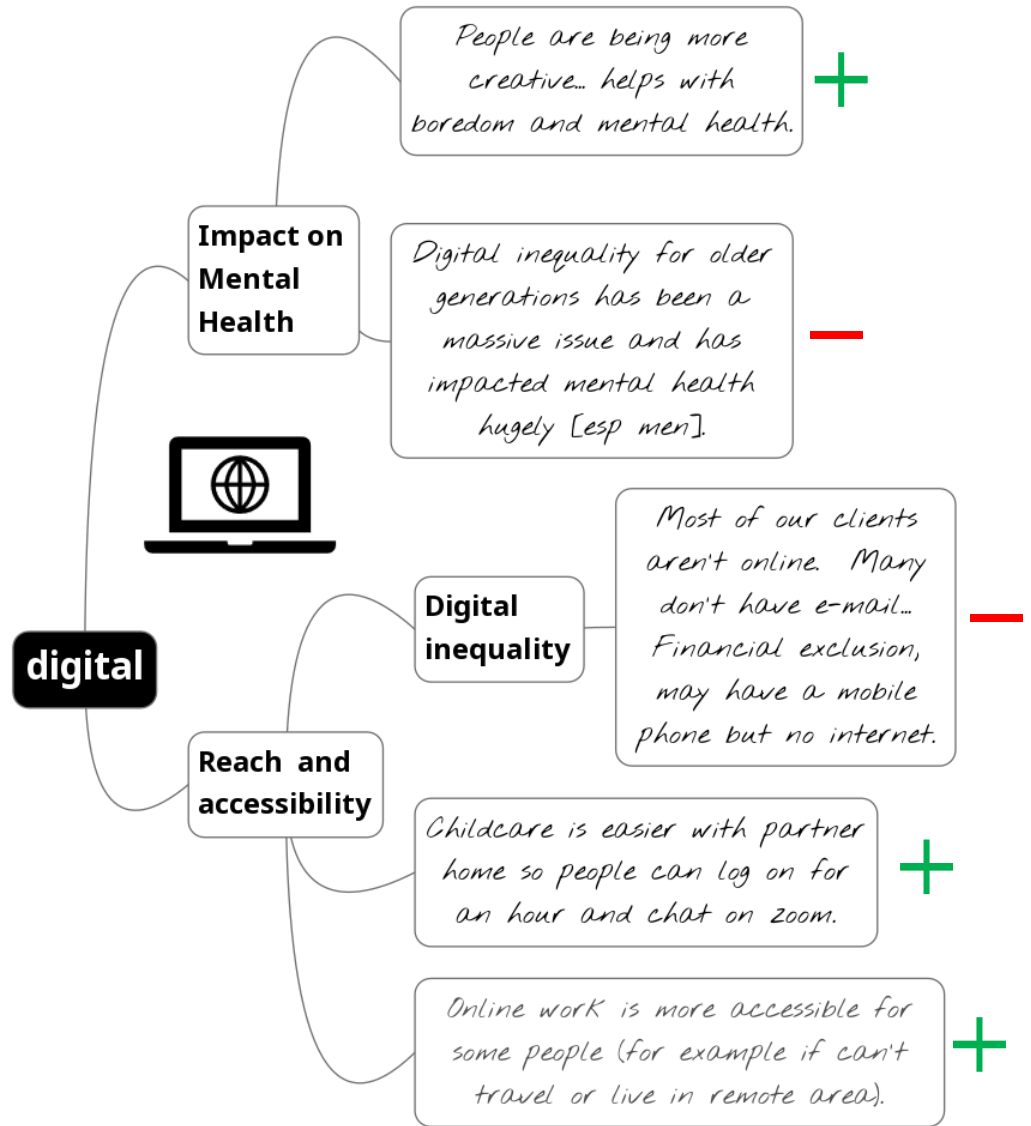 People are being more
creative... helps with
boredom and mental health.
Impact on
Mental
Health
Digital inequality for older
generations has been a
massive issue and has
impacted mental health
hugely [esp men].
digital
Reach and
accessibility
Digital
inequality
Most of our clients
aren't online. Many
don't have e-mail...
Financial exclusion,
may have a mobile
phone but no internet.
Childcare is easier with partner
home so people can log on for
an hour and chat on zoom.
Online work is more accessible for
some people (for example if can't
travel or live in remote area).